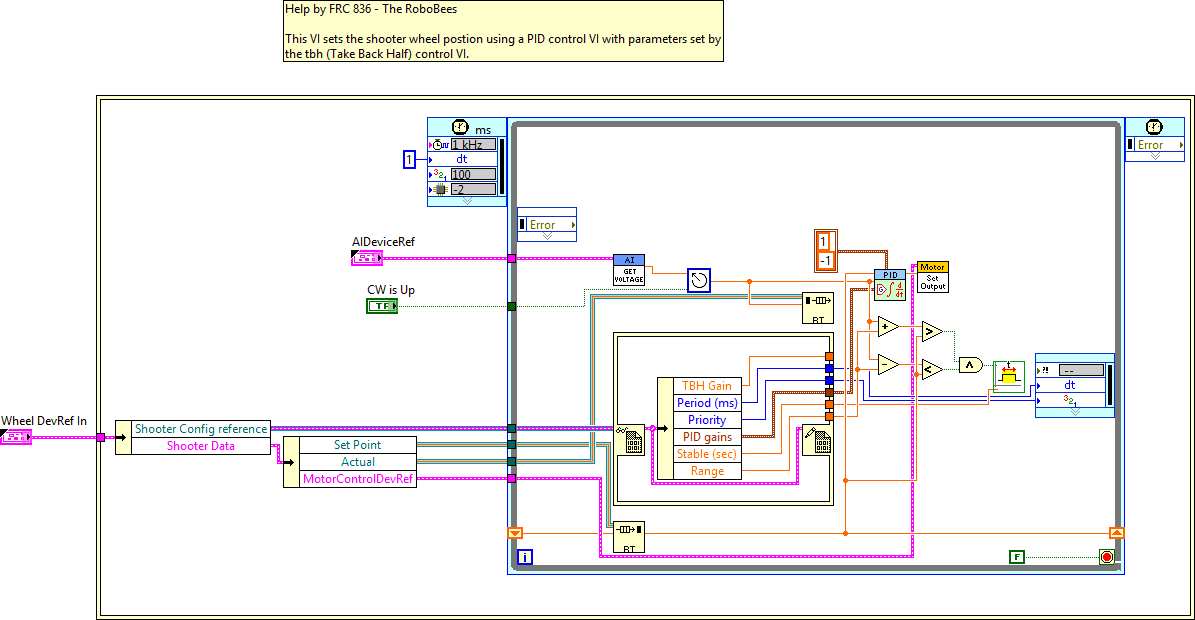 Help by FRC 836 - The RoboBees
This VI sets the shooter wheel postion using a PID control VI with parameters set by
the tbh (Take Back Half) control VI.
ms
1 kHz
1
dt
100
-2
Error
Error
AIDeviceRef
AI
GET
VOLTAGE
CW is Up
TF
1
-1
PID
Motor
Set
Output
BT
TBH Gain
Period (ms)
Priority
PID gains
Stable (sec)
Range
--
dt
Wheel DevRef In
Shooter Config reference
Shooter Data
Set Point
Actual
MotorControlDevRef
BT
i
F